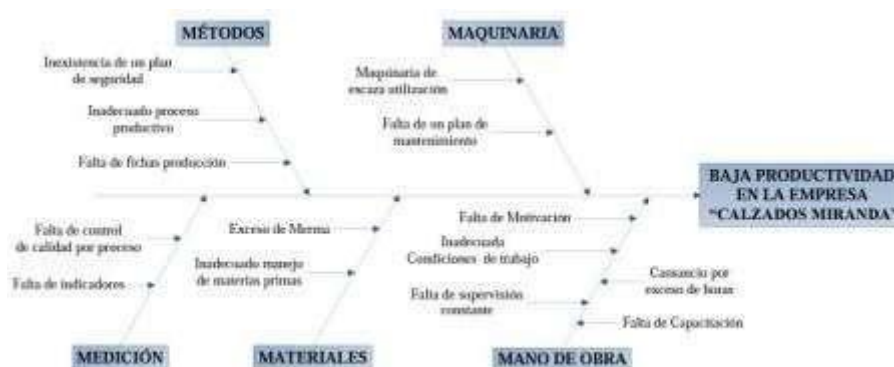 MÉTODOS
MAQUINARIA
Inexistencia de un plan
de seguridad
Maquinaria de
escaza utilización
Inadecuado proceso
productivo
Falta de un plan de
mantenimiento
Falta de fichas producción
BAJA PRODUCTIVIDAD
EN LA EMPRESA
“CALZADOS MIRANDA”
Falta de control
de calidad por proceso
Exceso de Merma
Falta de Motivación
Inadecuada
Condiciones de trabajo
Falta de indicadores
Inadecuado manejo
de materias primas
Cansancio por
exceso de horas
Falta de supervisión
constante
Falta de Capacitación
MEDICIÓN
MATERIALES
MANO DE OBRA